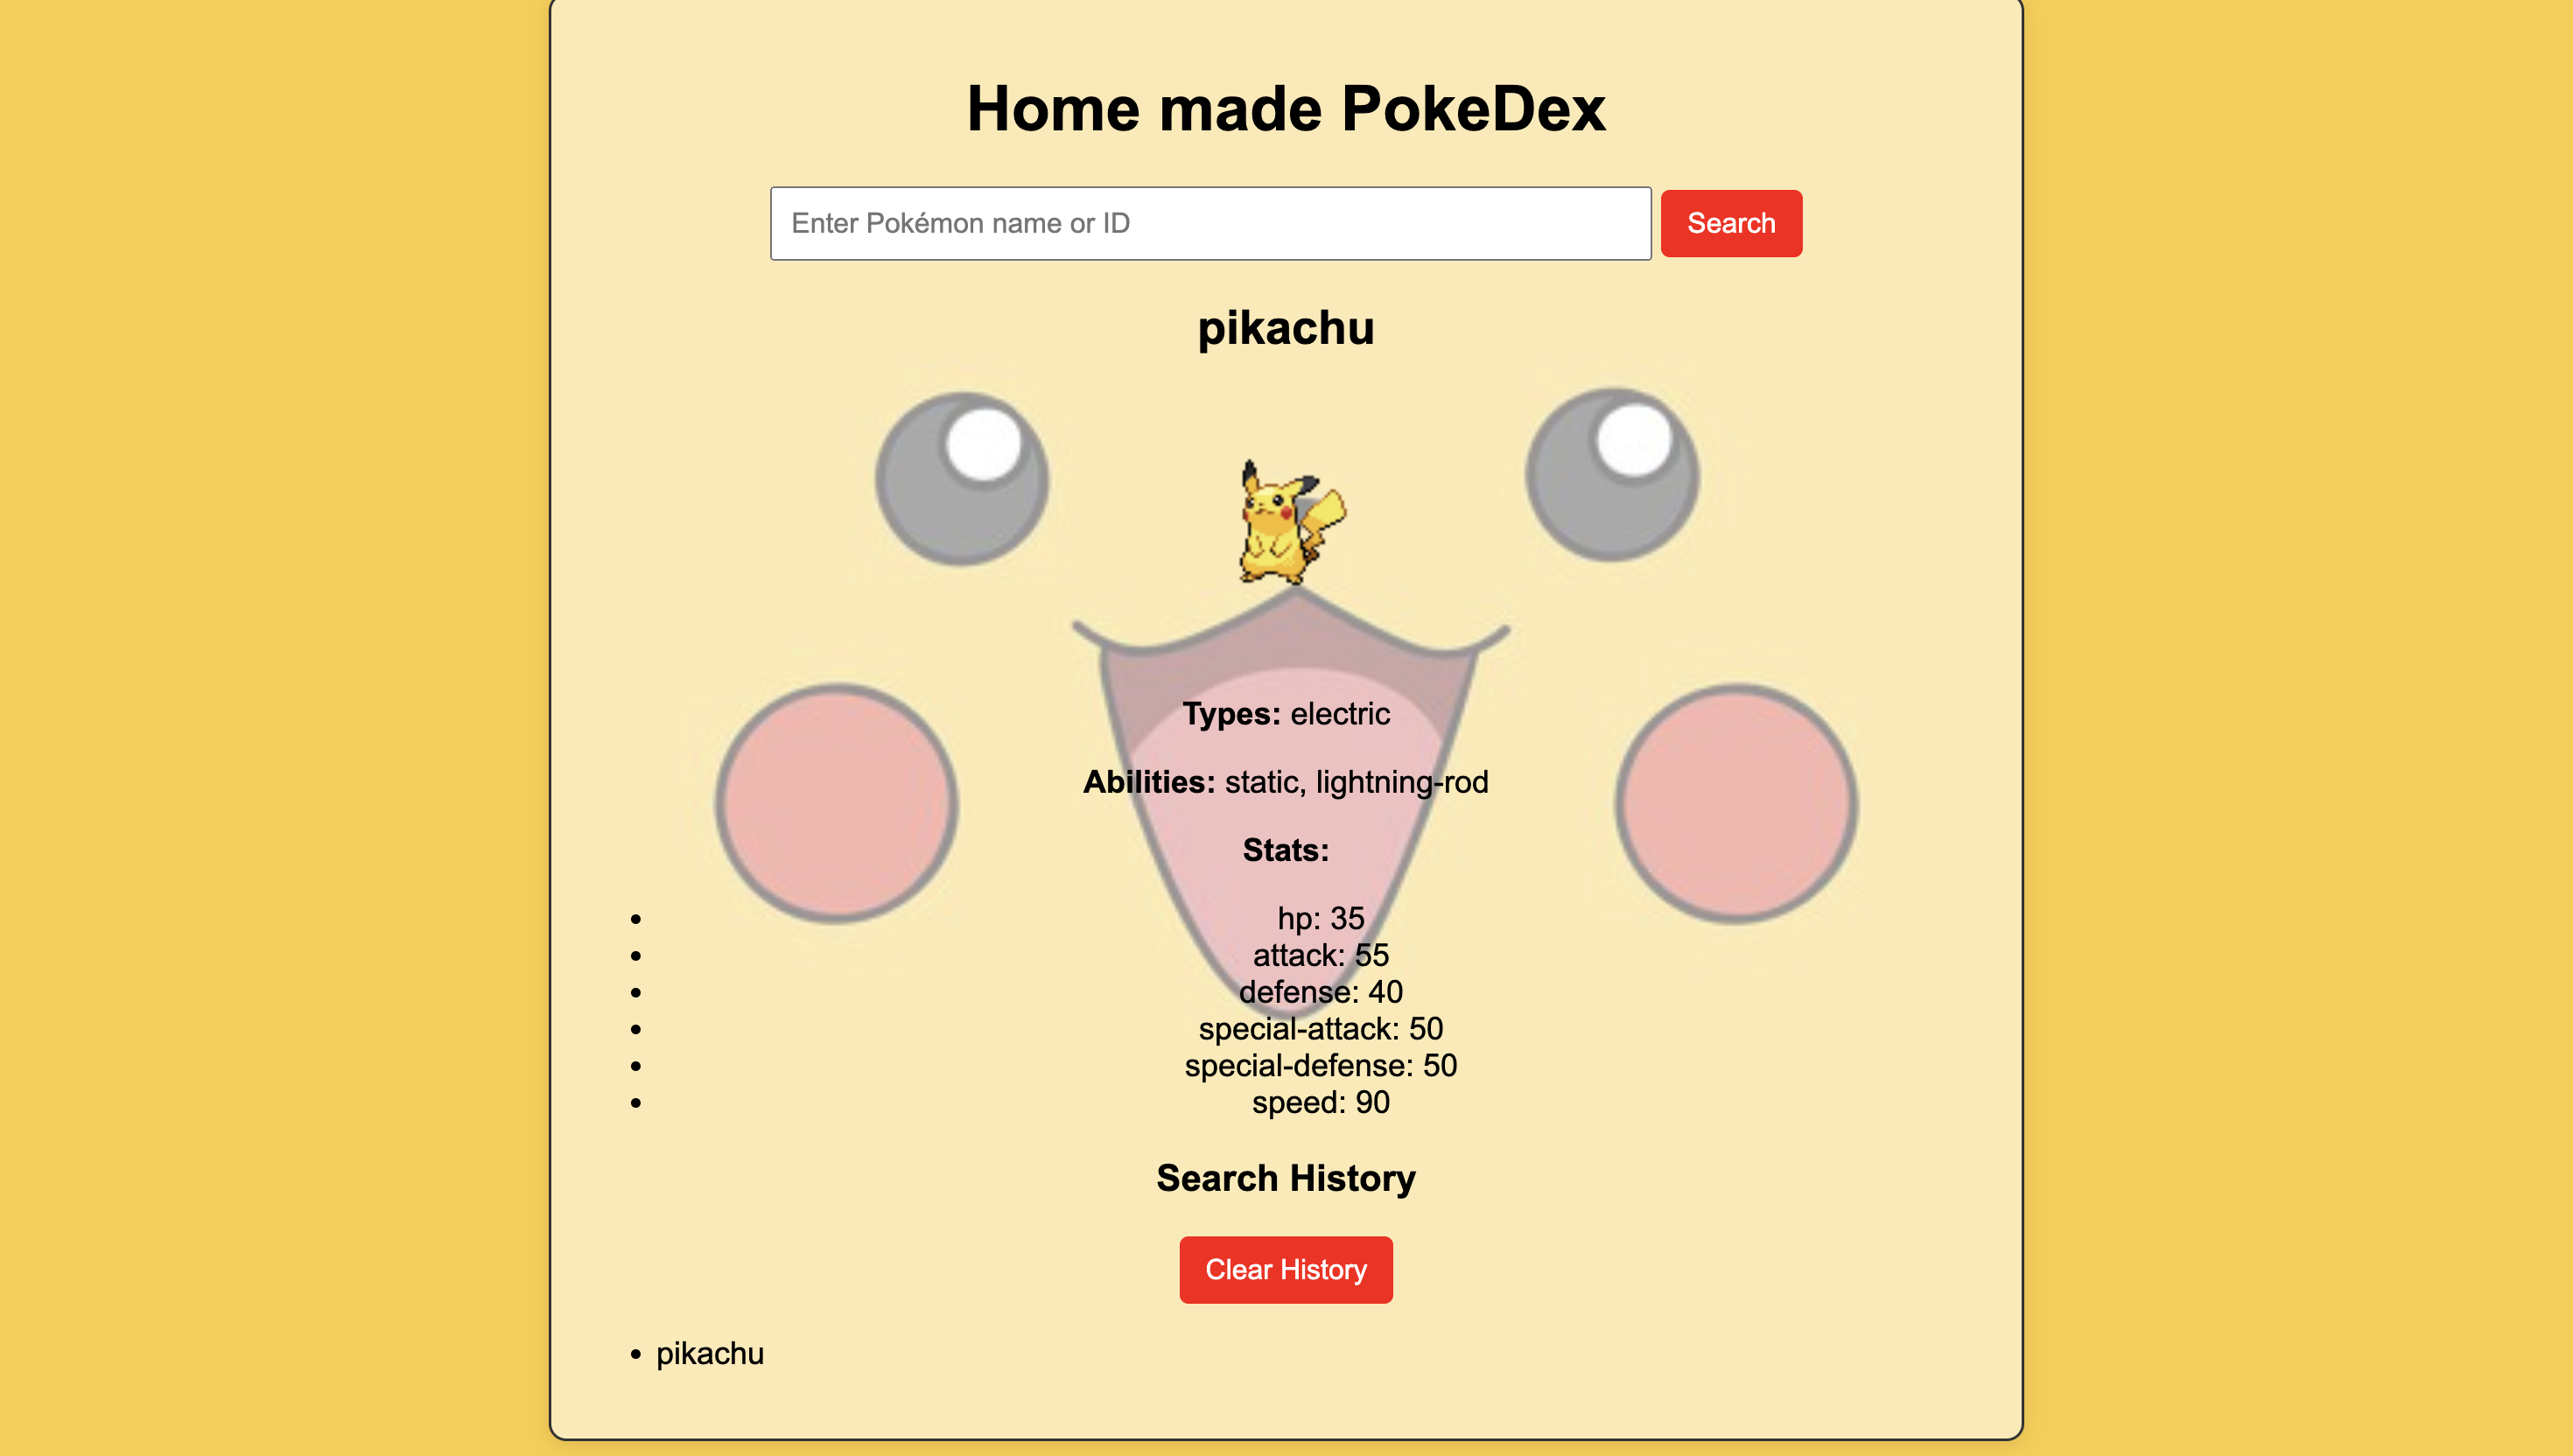 Home made PokeDex
Enter Pokémon name or ID
Search
pikachu
Types: electric
Abilities: static, lightning-rod
Stats:
hp: 35
attack: 55
defense: 40
special-attack: 50
special-defense: 50
speed: 90
Search History
Clear History
pikachu